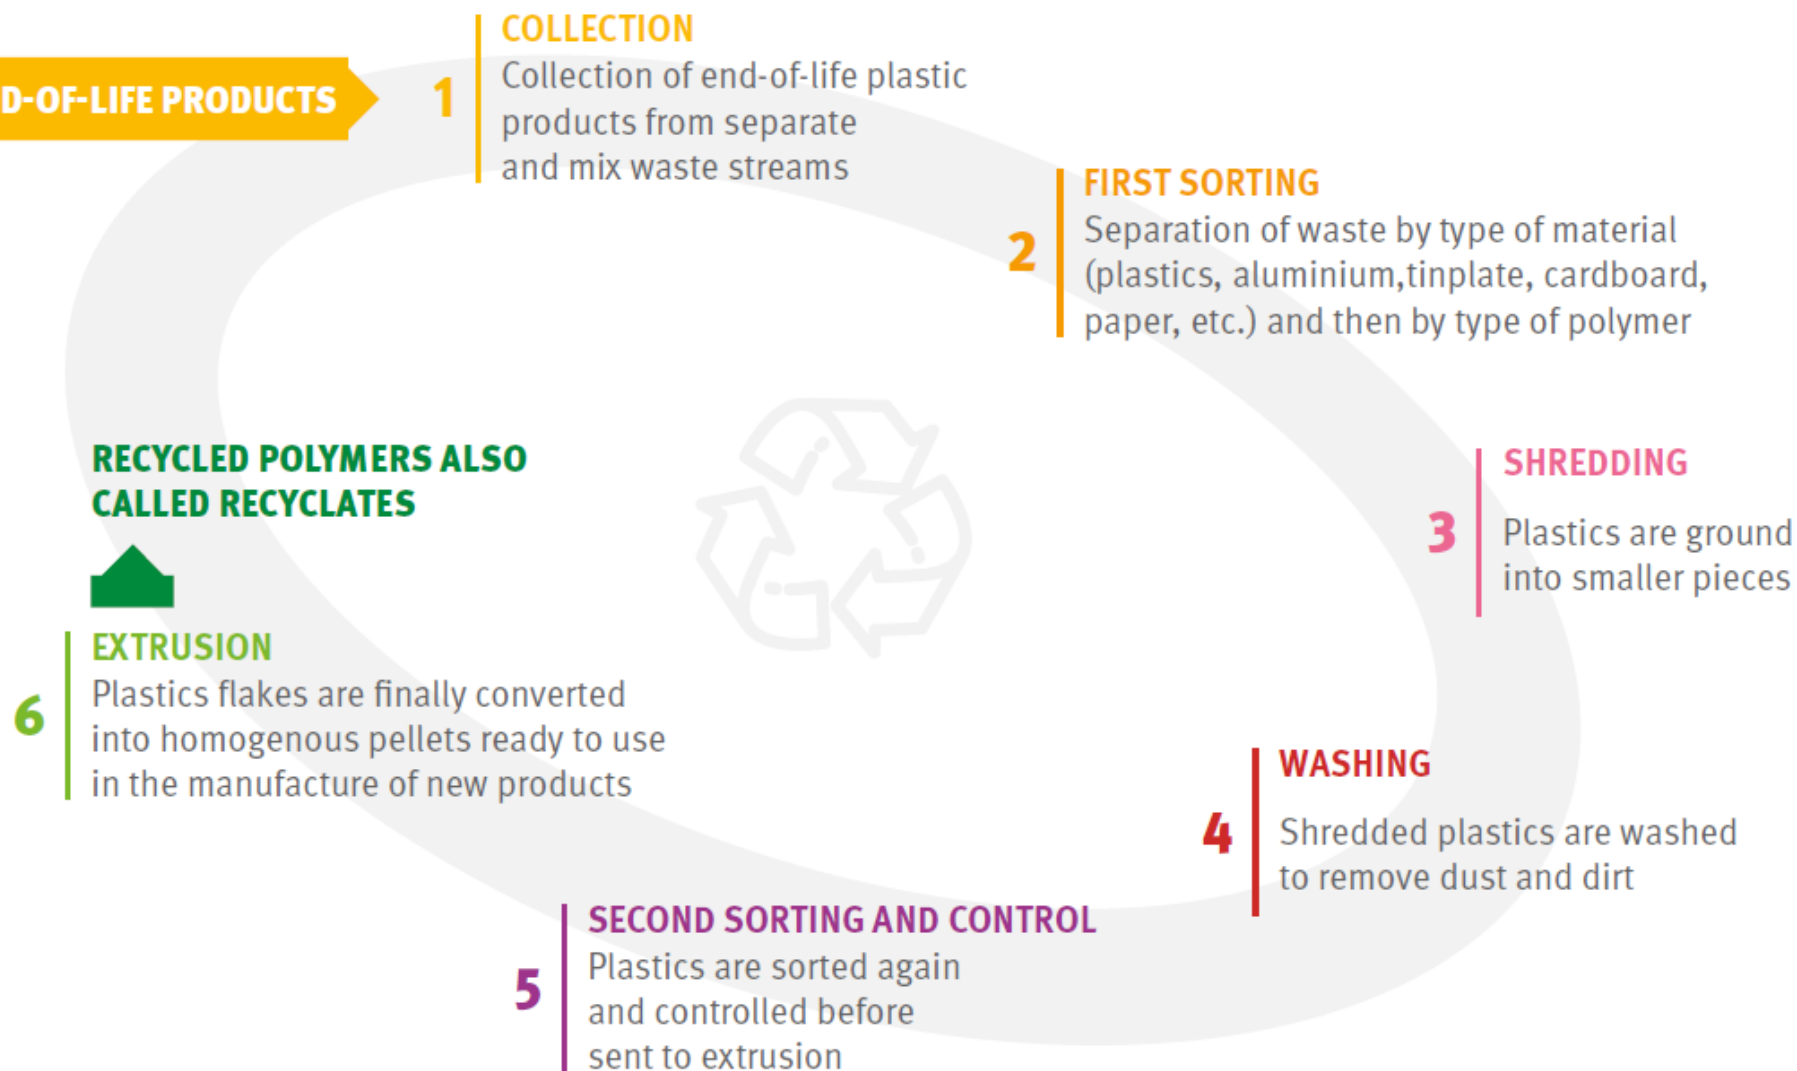 D-OF-LIFE PRODUCTS
1
COLLECTION
Collection of end-of-life plastic
products from separate
and mix waste streams
2
FIRST SORTING
Separation of waste by type of material
(plastics, aluminium,tinplate, cardboard,
paper, etc.) and then by type of polymer
3
SHREDDING
Plastics are ground
into smaller pieces
4
WASHING
Shredded plastics are washed
to remove dust and dirt
5
SECOND SORTING AND CONTROL
Plastics are sorted again
and controlled before
sent to extrusion
6
EXTRUSION
Plastics flakes are finally converted
into homogenous pellets ready to use
in the manufacture of new products
RECYCLED POLYMERS ALSO
CALLED RECYCLATES